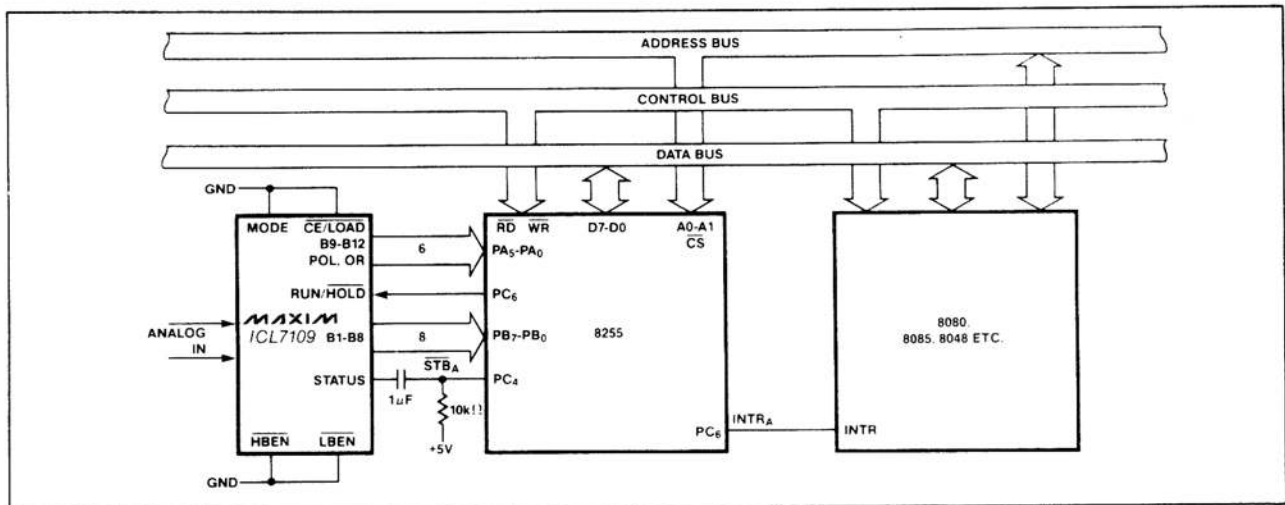 ADDRESS BUS
CONTROL BUS
DATA BUS
GND
MODE
CE/LOAD
B9-B12
POL, OR
6
RUN/HOLD
MAXIM
ICL7109
B1-B8
8
ANALOG
IN
STATUS
1μF
STBA
10kΩ
+5V
HBEN
LBEN
GND
RD WR
D7-D0
A0-A1
CS
PA5-PA0
PC6
PB7-PB0
8255
PC4
PC6
INTRA
INTR
8080,
8085, 8048 ETC.